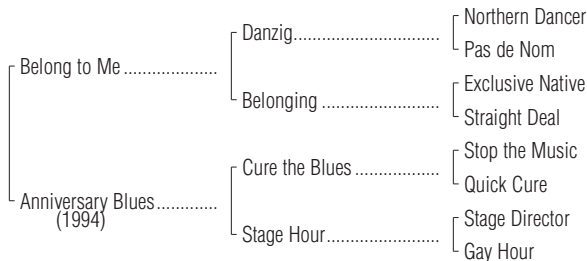 Northern Dancer
Danzig
Pas de Nom
Belong to Me
Exclusive Native
Belonging
Straight Deal
Stop the Music
Cure the Blues
Quick Cure
Anniversary Blues
(1994)
Stage Director
Stage Hour
Gay Hour